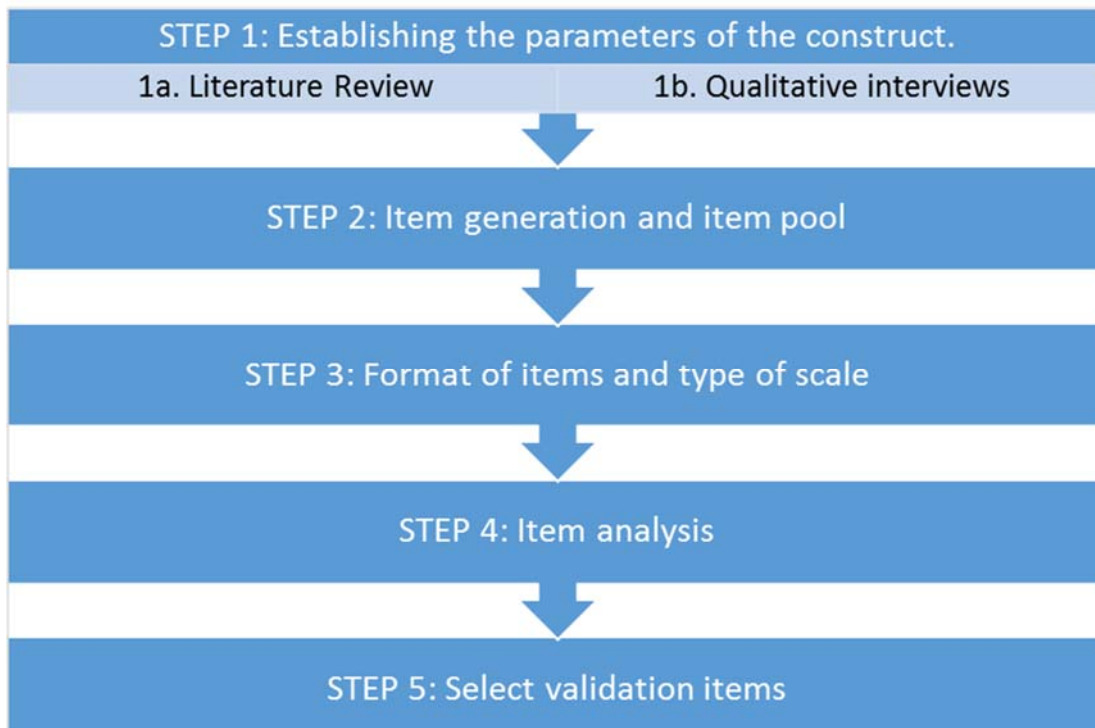 STEP 1: Establishing the parameters of the construct.
1a. Literature Review
1b. Qualitative interviews
STEP 2: Item generation and item pool
STEP 3: Format of items and type of scale
STEP 4: Item analysis
STEP 5: Select validation items